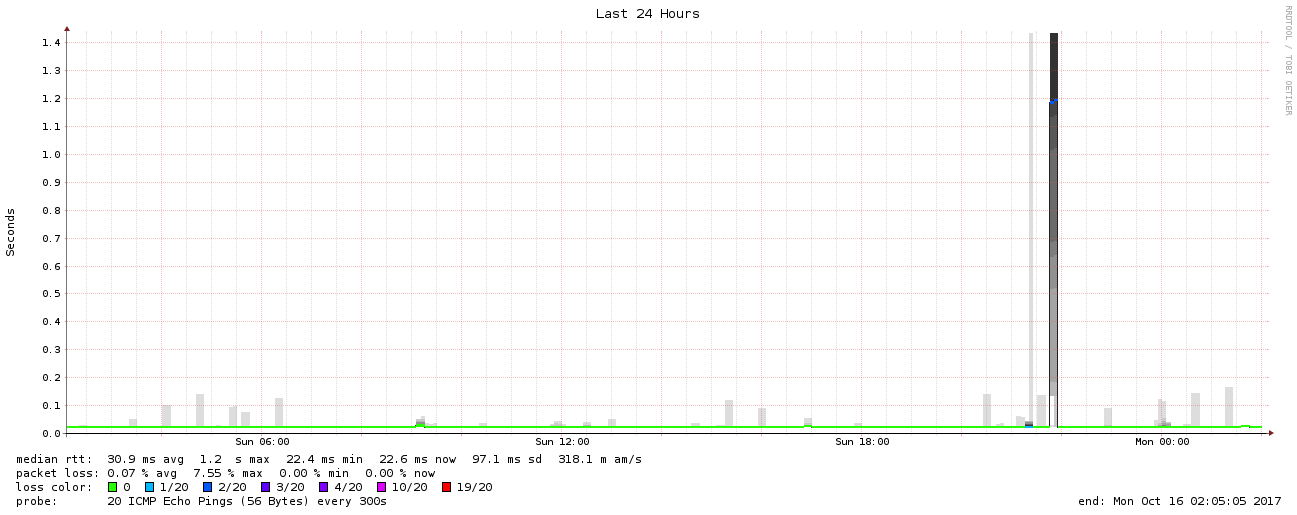 Last 24 Hours
RRDTOOL / TOBI OETIKER
Seconds
1.4
1.3
1.2
1.1
1.0
0.9
0.8
0.7
0.6
0.5
0.4
0.3
0.2
0.1
0.0
Sun 06:00 Sun 12:00 Sun 18:00 Mon 00:00
median rtt: 30.9 ms avg 1.2 s max 22.4 ms min 22.6 ms now 97.1 ms sd 318.1 m am/s
packet loss: 0.07 % avg 7.55 % max 0.00 % min 0.00 % now
loss color: 0 1/20 2/20 3/20 4/20 10/20 19/20
probe: 20 ICMP Echo Pings (56 Bytes) every 300s end: Mon Oct 16 02:05:05 2017